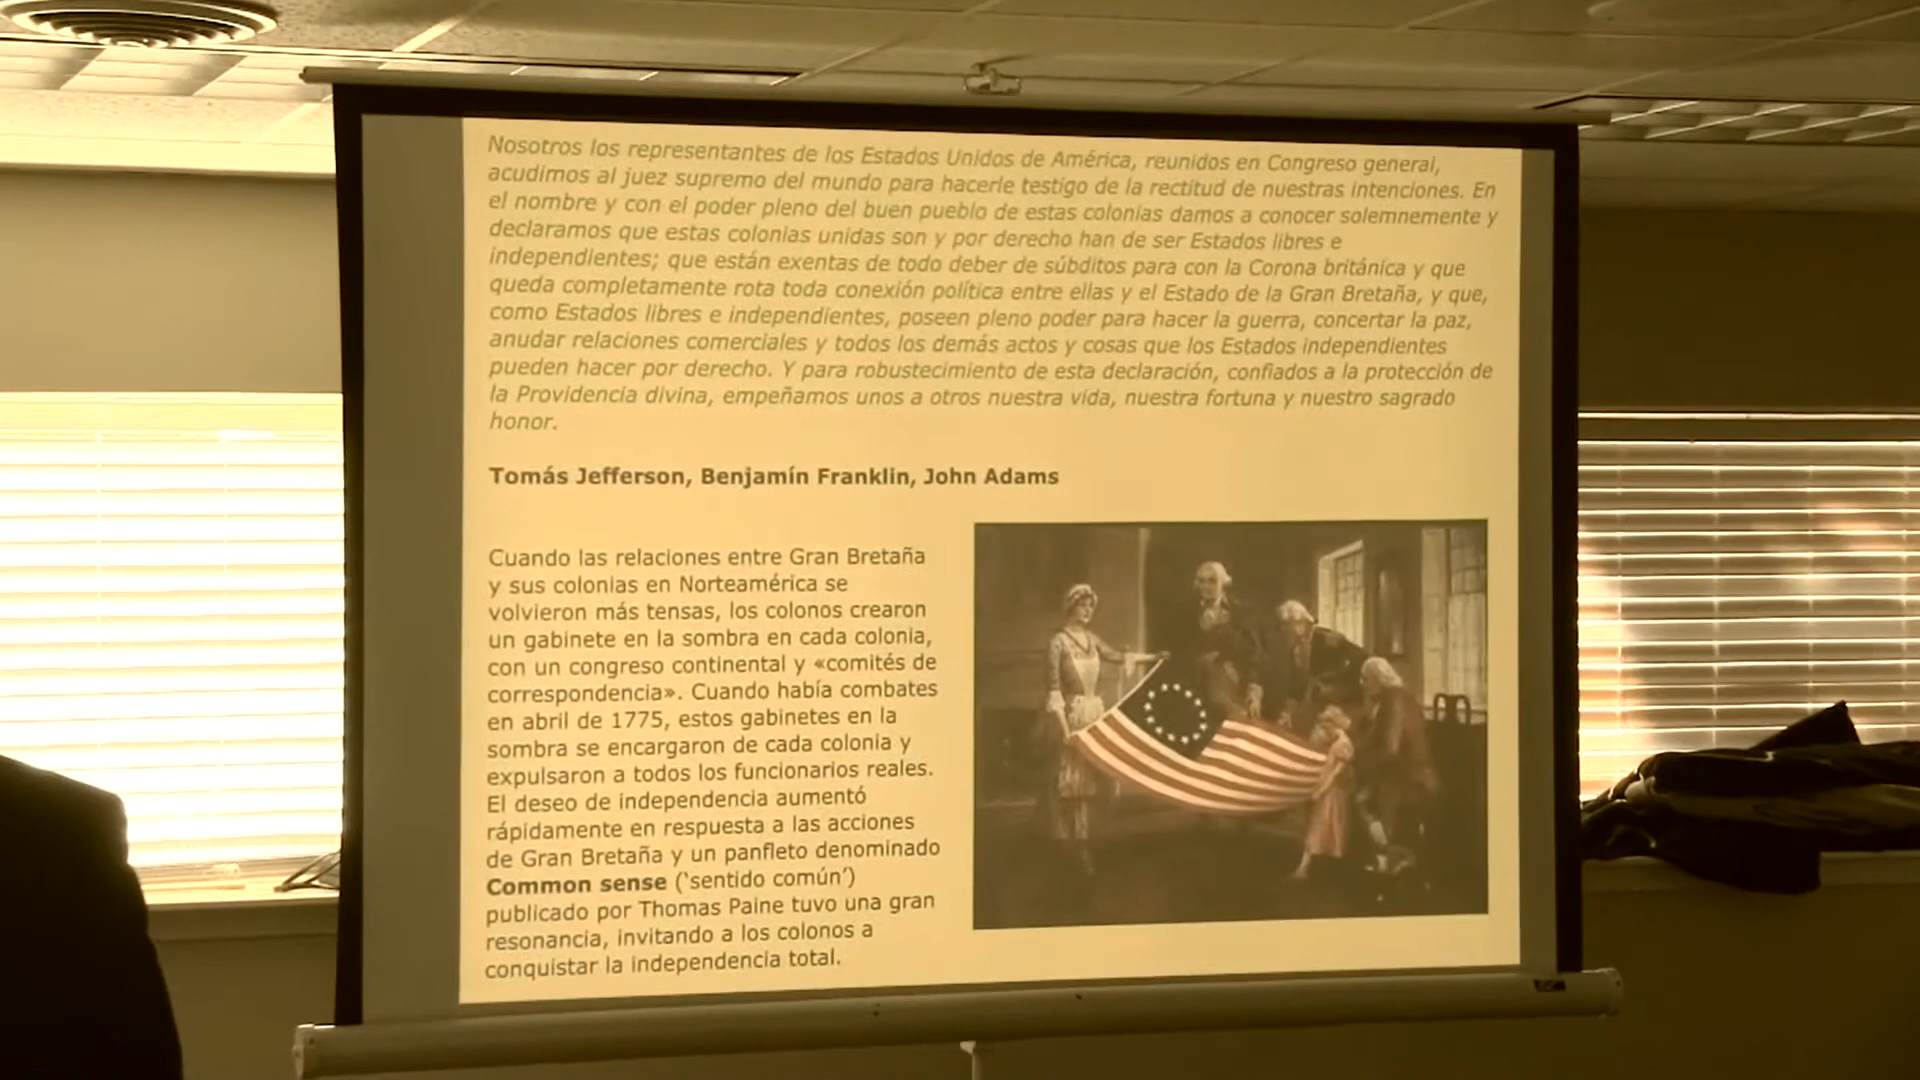 Nosotros los representantes de los Estados Unidos de América, reunidos en Congreso general,
acudimos al juez supremo del mundo para hacerle testigo de la rectitud de nuestras intenciones. En
el nombre y con el poder pleno del buen pueblo de estas colonias damos a conocer solemnemente y
declaramos que estas colonias unidas son y por derecho han de ser Estados libres e
independientes; que están exentas de todo deber de súbditos para con la Corona británica y que
queda completamente rota toda conexión política entre ellas y el Estado de la Gran Bretaña, y que,
como Estados libres e independientes, poseen pleno poder para hacer la guerra, concertar la paz,
anudar relaciones comerciales y todos los demás actos y cosas que los Estados independientes
pueden hacer por derecho. Y para robustecimiento de esta declaración, confiados a la protección de
la Providencia divina, empeñamos unos a otros nuestra vida, nuestra fortuna y nuestro sagrado
honor.
Tomás Jefferson, Benjamín Franklin, John Adams
Cuando las relaciones entre Gran Bretaña
y sus colonias en Norteamérica se
volvieron más tensas, los colonos crearon
un gabinete en la sombra en cada colonia,
con un congreso continental y «comités de
correspondencia». Cuando había combates
en abril de 1775, estos gabinetes en la
sombra se encargaron de cada colonia y
expulsaron a todos los funcionarios reales.
El deseo de independencia aumentó
rápidamente en respuesta a las acciones
de Gran Bretaña y un panfleto denominado
Common sense ('sentido común')
publicado por Thomas Paine tuvo una gran
resonancia, invitando a los colonos a
conquistar la independencia total.